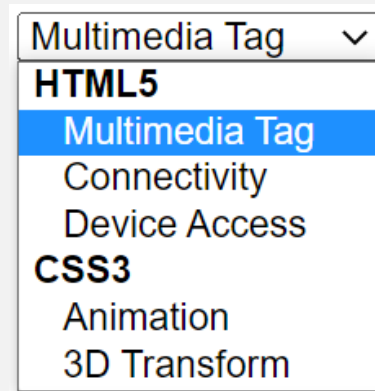 Multimedia Tag
HTML5
Multimedia Tag
Connectivity
Device Access
CSS3
Animation
3D Transform